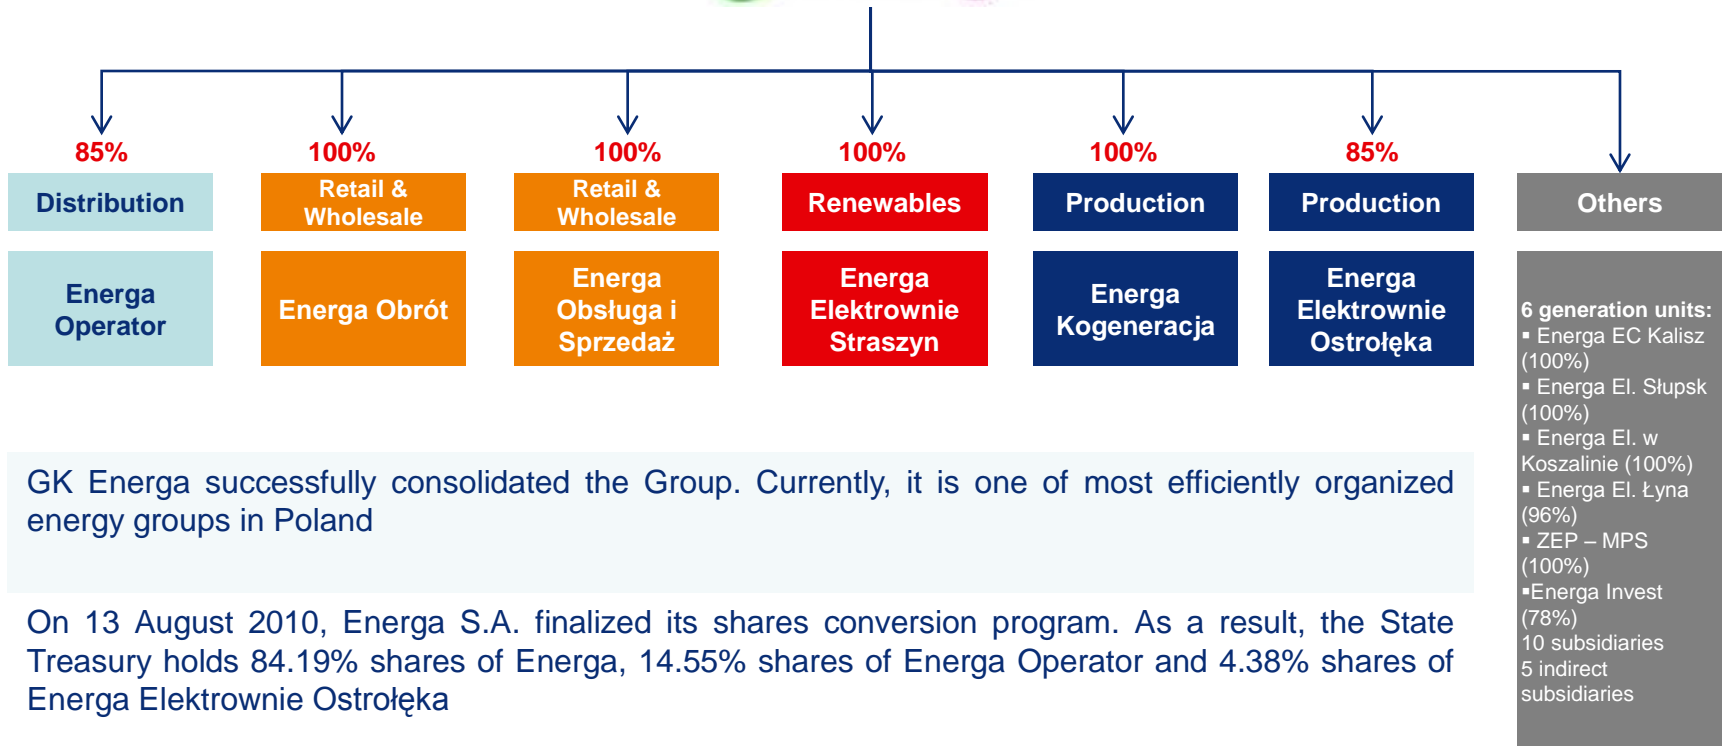 85%
100%
100%
100%
100%
85%
Distribution
Retail &
Wholesale
Retail &
Wholesale
Renewables
Production
Production
Others
Energa
Operator
Energa Obrót
Energa
Obsługa i
Sprzedaż
Energa
Elektrownie
Straszyn
Energa
Kogeneracja
Energa
Elektrownie
Ostrołęka
6 generation units:
▪ Energa EC Kalisz
(100%)
▪ Energa El. Słupsk
(100%)
▪ Energa El. w
Koszalinie (100%)
▪ Energa El. Łyna
(96%)
▪ ZEP – MPS
(100%)
▪Energa Invest
(78%)
10 subsidiaries
5 indirect
subsidiaries
GK Energa successfully consolidated the Group. Currently, it is one of most efficiently organized
energy groups in Poland
On 13 August 2010, Energa S.A. finalized its shares conversion program. As a result, the State
Treasury holds 84.19% shares of Energa, 14.55% shares of Energa Operator and 4.38% shares of
Energa Elektrownie Ostrołęka